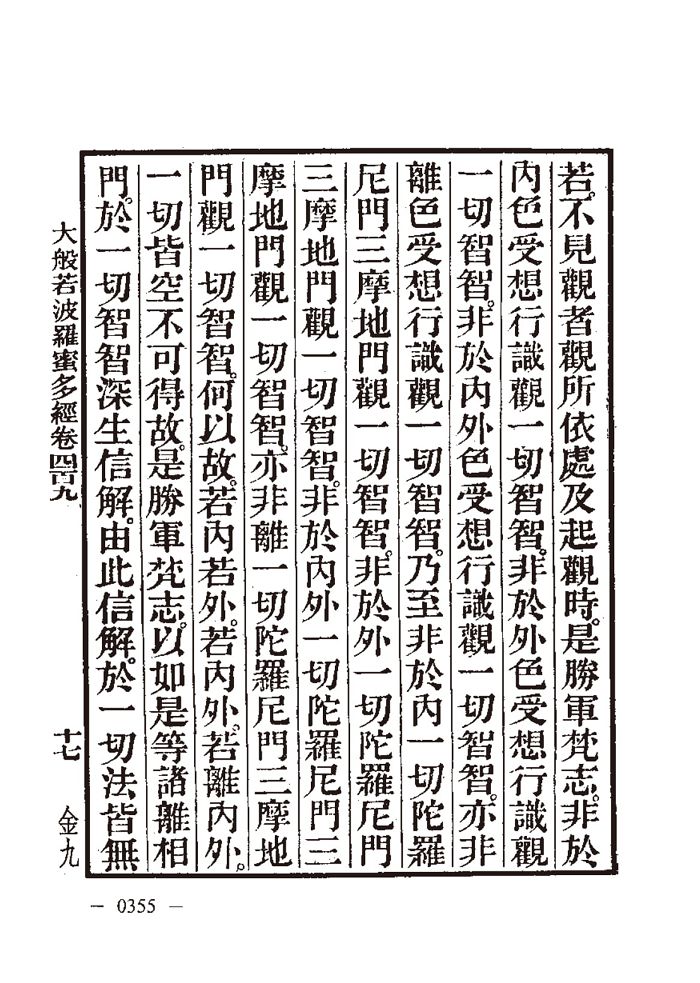 若。不見觀者觀所依處及起觀時。是勝軍梵志。非於
內色受想行識觀一切智智。非於外色受想行識觀
一切智智。非於內外色受想行識觀一切智智。亦非
離色受想行識觀一切智智。乃至非於內一切陀羅
尼門三摩地門觀一切智智。非於外一切陀羅尼門
三摩地門觀一切智智。非於內外一切陀羅尼門三
摩地門觀一切智智。亦非離一切陀羅尼門三摩地
門觀一切智智。何以故。若內若外。若內外。若離內外。
一切皆空不可得故。是勝軍梵志。以如是等諸離相
門。於一切智智深生信解。由此信解。於一切法皆無
大般若波羅蜜多經卷四百九
十七
金九
— 0355 —